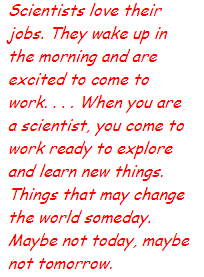 Scientists love their
jobs. They wake up in
the morning and are
excited to come to
work. . . . When you are
a scientist, you come to
work ready to explore
and learn new things.
Things that may change
the world someday.
Maybe not today, maybe
not tomorrow.